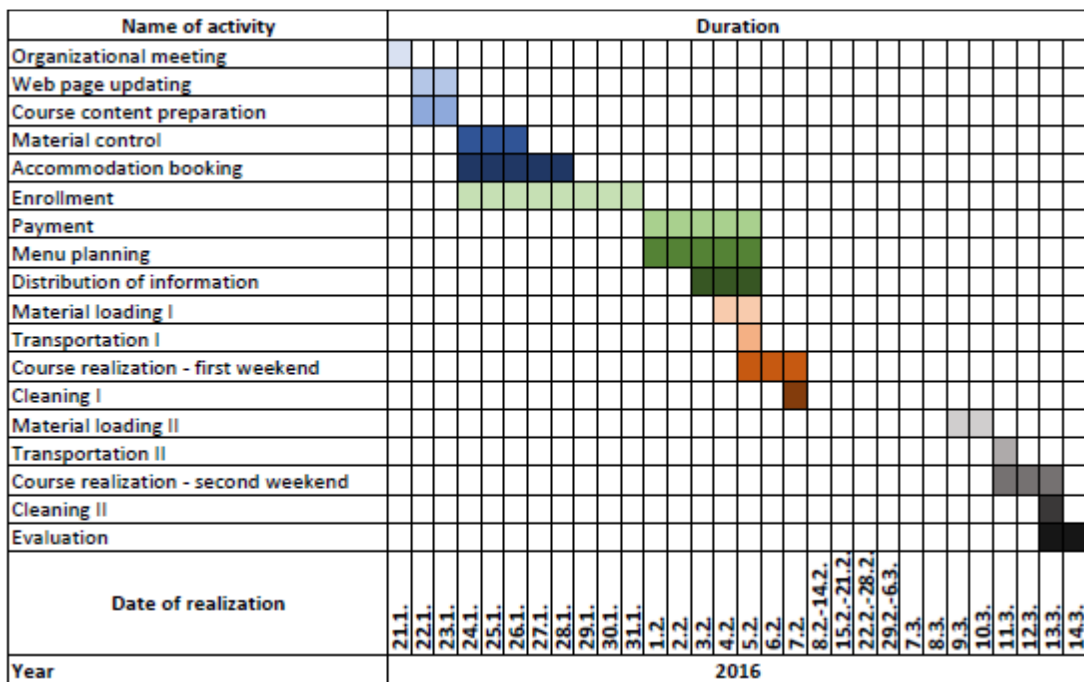 Name of activity Duration
Organizational meeting
Web page updating
Course content preparation
Material control
Accommodation booking
Enrollment
Payment
Menu planning
Distribution of information
Material loading I
Transportation I
Course realization - first weekend
Cleaning I
Material loading II
Transportation II
Course realization - second weekend
Cleaning II
Evaluation
Date of realization 21.1. 22.1. 23.1. 24.1. 25.1. 26.1. 27.1. 28.1. 29.1. 30.1. 31.1. 1.2. 2.2. 3.2. 4.2. 5.2. 6.2. 7.2. 8.2.-14.2. 15.2.-21.2. 22.2.-28.2. 29.2.-6.3. 7.3. 8.3. 9.3. 10.3. 11.3. 12.3. 13.3. 14.3.
Year 2016